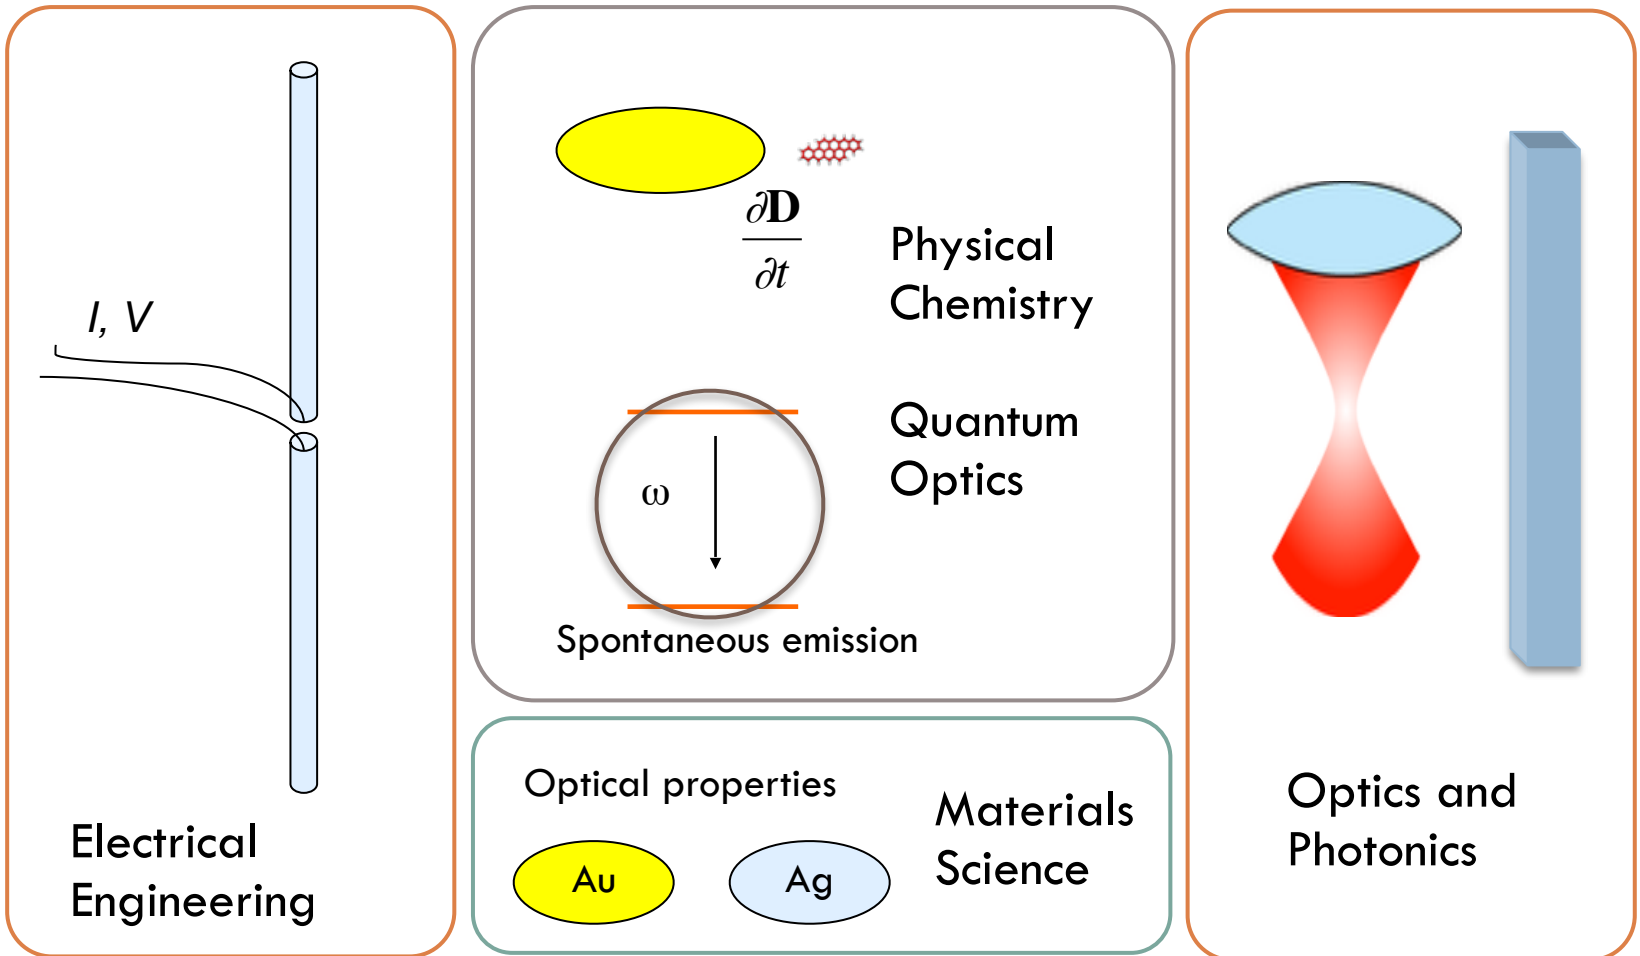 I, V
Electrical
Engineering
∂D
∂t
Physical
Chemistry
Quantum
Optics
ω
Spontaneous emission
Optical properties
Au
Ag
Materials
Science
Optics and
Photonics